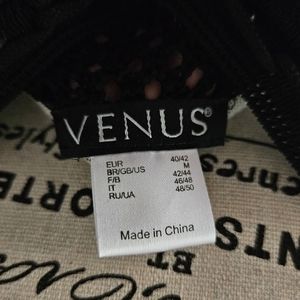 VENUS®
EUR 40/42
BR/GB/US M
F/B 42/44
IT 46/48
RU/UA 48/50
Made in China
ET